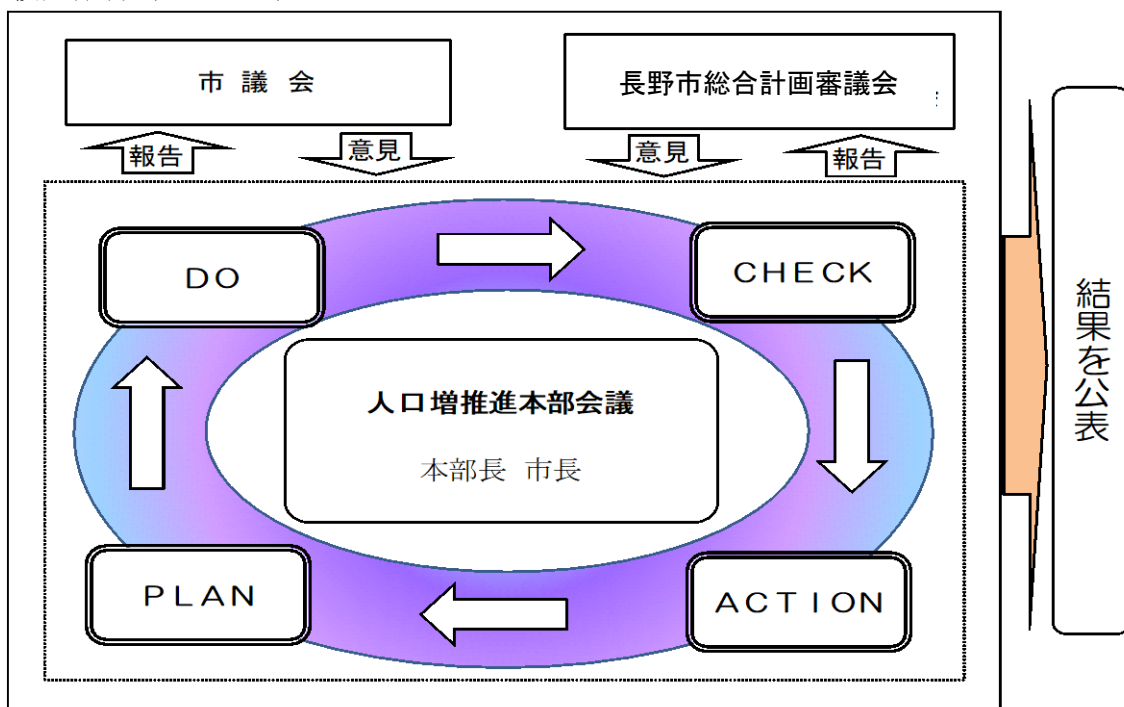 市議会
長野市総合計画審議会
報告
意見
意見
報告
DO
CHECK
人口増推進本部会議
本部長 市長
PLAN
ACTION
結果を公表